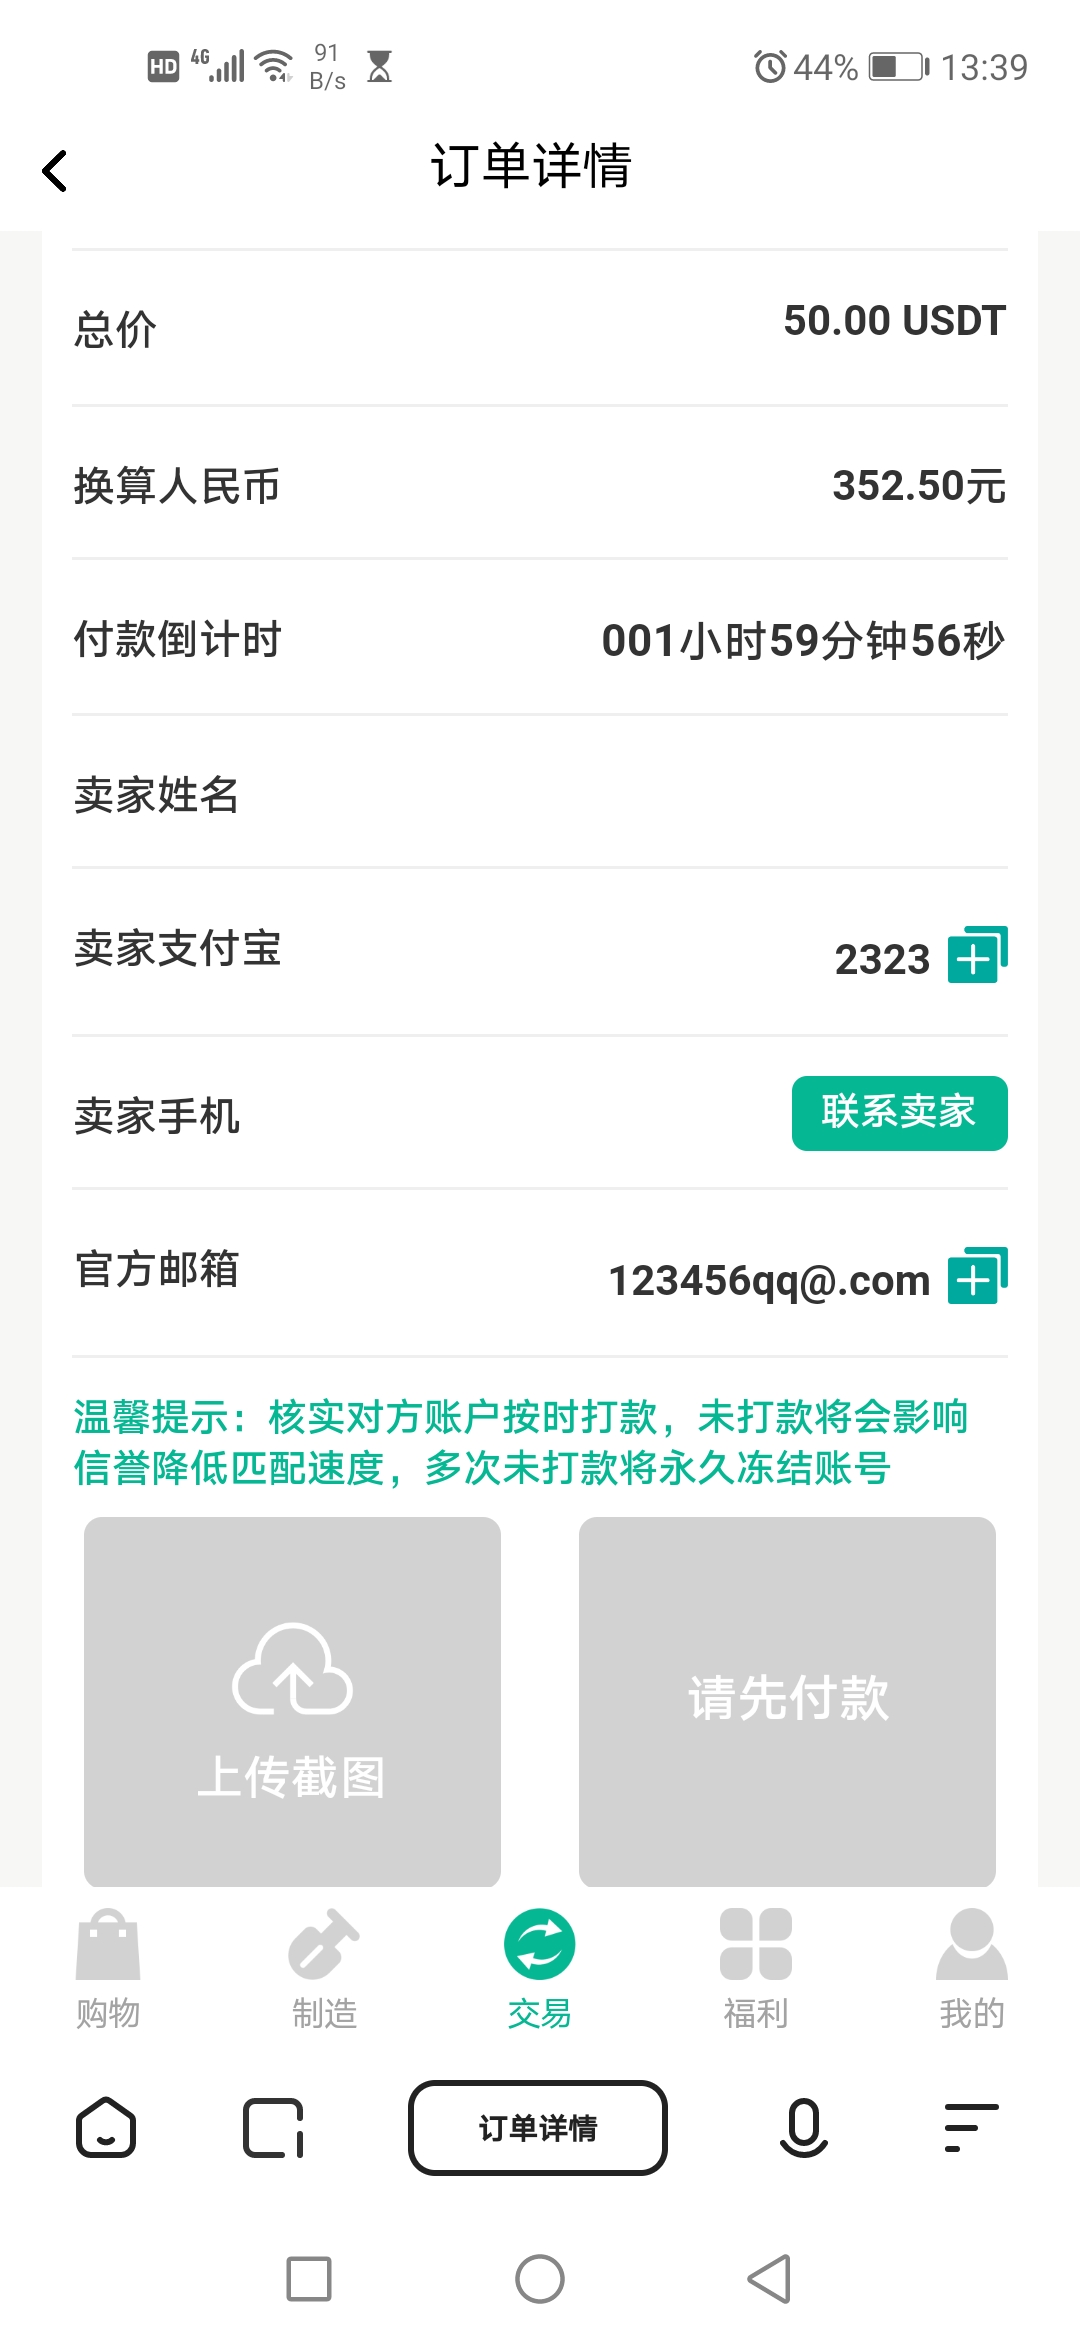 HD 4G 91 B/s 44% 13:39
订单详情
总价 50.00 USDT
换算人民币 352.50元
付款倒计时 001小时59分钟56秒
卖家姓名
卖家支付宝 2323
卖家手机 联系卖家
官方邮箱 123456qq@.com
温馨提示：核实对方账户按时打款，未打款将会影响
信誉降低匹配速度，多次未打款将永久冻结账号
上传截图 请先付款
购物 制造 交易 福利 我的
订单详情